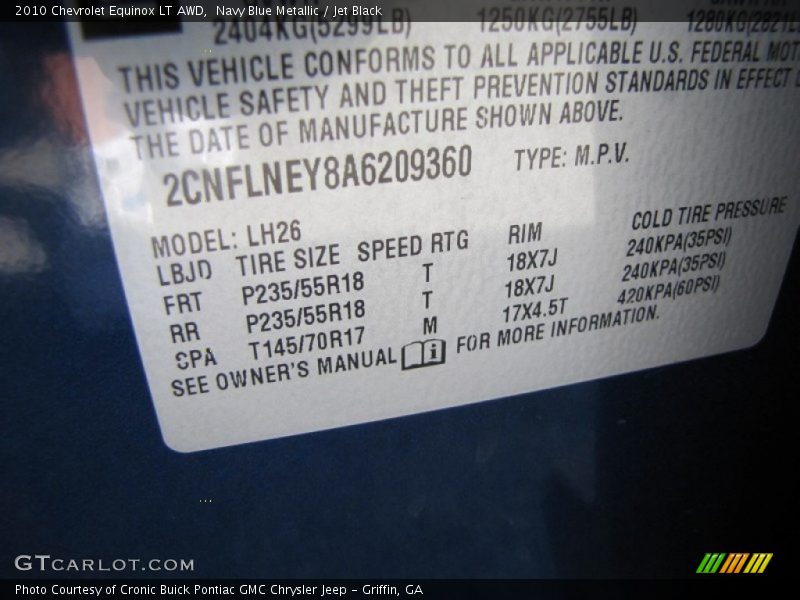 2010 Chevrolet Equinox LT AWD, Navy Blue Metallic / Jet Black
2404KG(5299LB) 1250KG(2755LB) 1280KG(2821L
THIS VEHICLE CONFORMS TO ALL APPLICABLE U.S. FEDERAL MOT
VEHICLE SAFETY AND THEFT PREVENTION STANDARDS IN EFFECT
THE DATE OF MANUFACTURE SHOWN ABOVE.
2CNFLNEY8A6209360 TYPE: M.P.V.
MODEL: LH26
LBJD TIRE SIZE SPEED RTG RIM COLD TIRE PRESSURE
FRT P235/55R18 T 18X7J 240KPA(35PSI)
RR P235/55R18 T 18X7J 240KPA(35PSI)
SPA T145/70R17 M 17X4.5T 420KPA(60PSI)
SEE OWNER'S MANUAL i FOR MORE INFORMATION.
GTCARLOT.COM
Photo Courtesy of Cronic Buick Pontiac GMC Chrysler Jeep - Griffin, GA